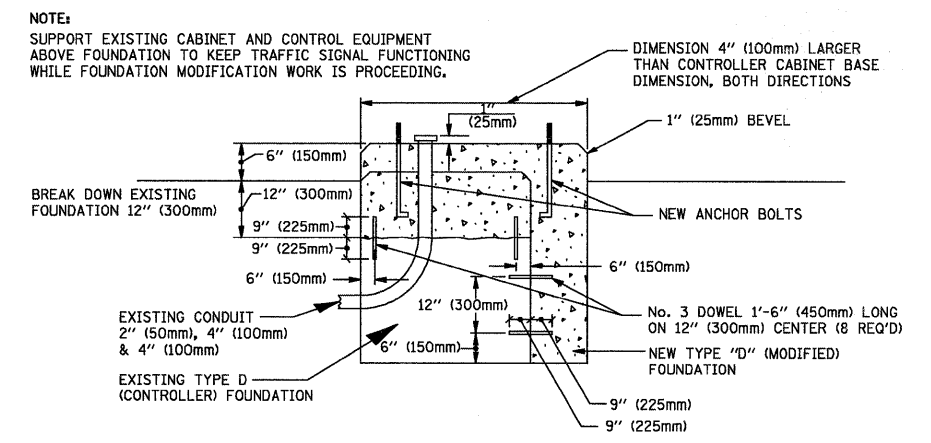 NOTE:
SUPPORT EXISTING CABINET AND CONTROL EQUIPMENT
ABOVE FOUNDATION TO KEEP TRAFFIC SIGNAL FUNCTIONING
WHILE FOUNDATION MODIFICATION WORK IS PROCEEDING.
DIMENSION 4" (100mm) LARGER
THAN CONTROLLER CABINET BASE
DIMENSION, BOTH DIRECTIONS
1"
(25mm)
1" (25mm) BEVEL
6" (150mm)
BREAK DOWN EXISTING
FOUNDATION 12" (300mm)
12" (300mm)
NEW ANCHOR BOLTS
9" (225mm)
9" (225mm)
6" (150mm)
6" (150mm)
12" (300mm)
EXISTING CONDUIT
2" (50mm), 4" (100mm)
& 4" (100mm)
No. 3 DOWEL 1'-6" (450mm) LONG
ON 12" (300mm) CENTER (8 REQ'D)
6" (150mm)
NEW TYPE "D" (MODIFIED)
FOUNDATION
EXISTING TYPE D
(CONTROLLER) FOUNDATION
9" (225mm)
9" (225mm)